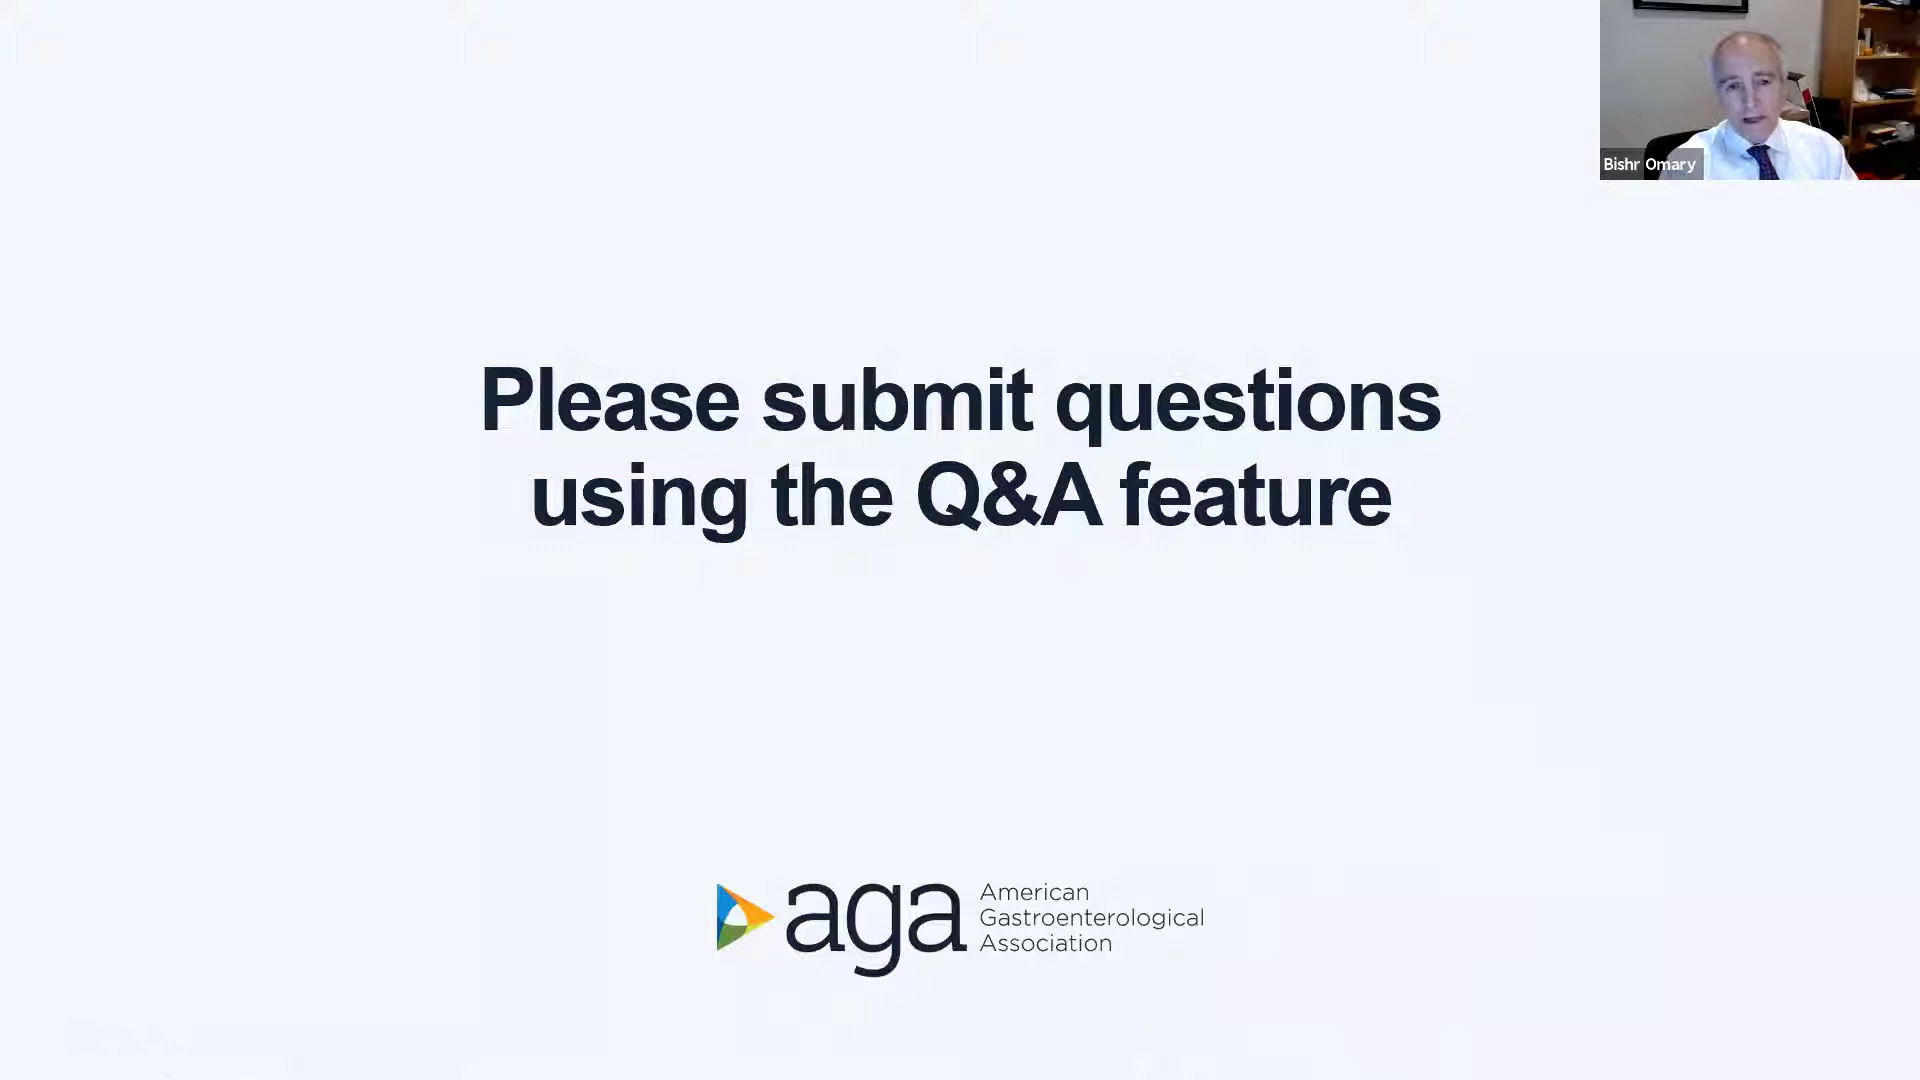 Bishr Omary
Please submit questions
using the Q&A feature
aga
American
Gastroenterological
Association